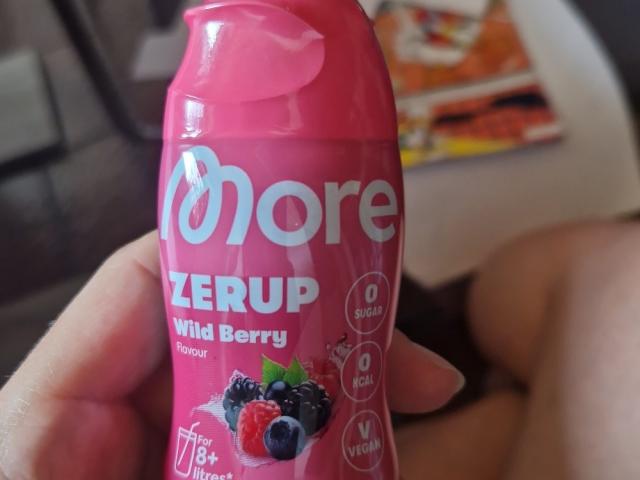 more
ZERUP
Wild Berry
Flavour
0
SUGAR
0
KCAL
V
VEGAN
For
8+
litres*